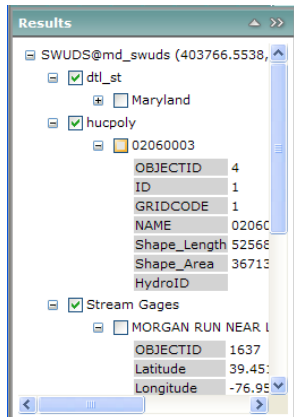 Results
SWUDS@md_swuds (403766.5538,
dtl_st
Maryland
hucpoly
02060003
OBJECTID 4
ID 1
GRIDCODE 1
NAME 02060
Shape_Length 52568
Shape_Area 36713
HydroID
Stream Gages
MORGAN RUN NEAR L
OBJECTID 1637
Latitude 39.451
Longitude -76.95